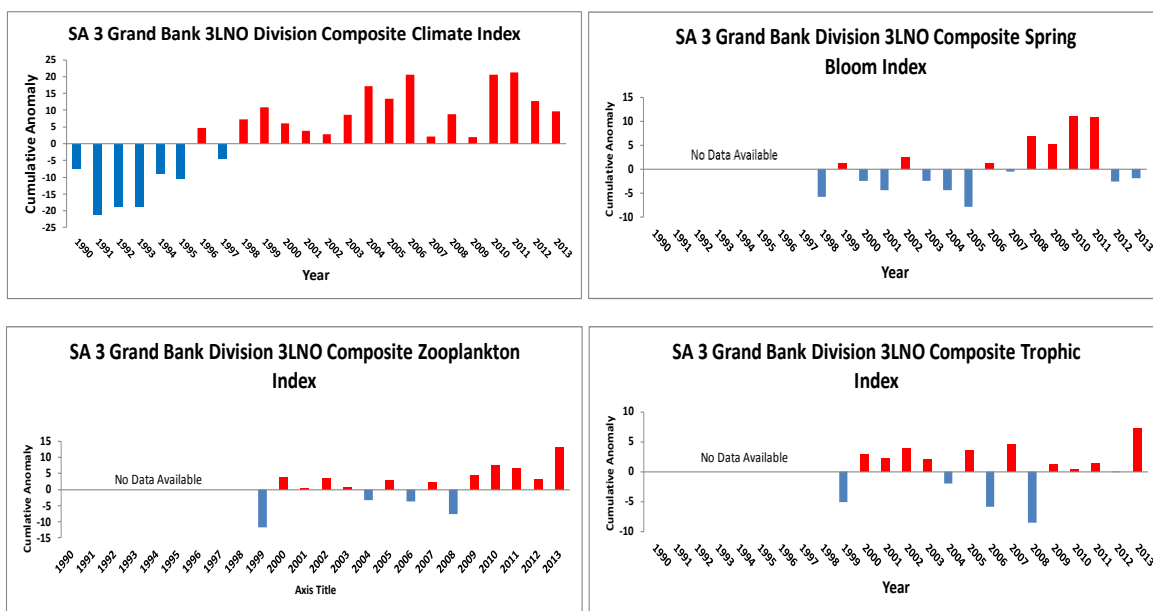 SA 3 Grand Bank 3LNO Division Composite Climate Index
Cumulative Anomaly
25
20
15
10
5
0
-5
-10
-15
-20
-25
1990 1991 1992 1993 1994 1995 1996 1997 1998 1999 2000 2001 2002 2003 2004 2005 2006 2007 2008 2009 2010 2011 2012 2013
Year
SA 3 Grand Bank Division 3LNO Composite Spring
Bloom Index
Cumulative Anomaly
15
10
5
0
-5
-10
No Data Available
1990 1991 1992 1993 1994 1995 1996 1997 1998 1999 2000 2001 2002 2003 2004 2005 2006 2007 2008 2009 2010 2011 2012 2013
Year
SA 3 Grand Bank Division 3LNO Composite Zooplankton
Index
Cumlative Anomaly
15
10
5
0
-5
-10
-15
No Data Available
1990 1991 1992 1993 1994 1995 1996 1997 1998 1999 2000 2001 2002 2003 2004 2005 2006 2007 2008 2009 2010 2011 2012 2013
Axis Title
SA 3 Grand Bank Division 3LNO Composite Trophic
Index
Cumulative Anomaly
10
5
0
-5
-10
No Data Available
1990 1991 1992 1993 1994 1995 1996 1997 1998 1999 2000 2001 2002 2003 2004 2005 2006 2007 2008 2009 2010 2011 2012 2013
Year